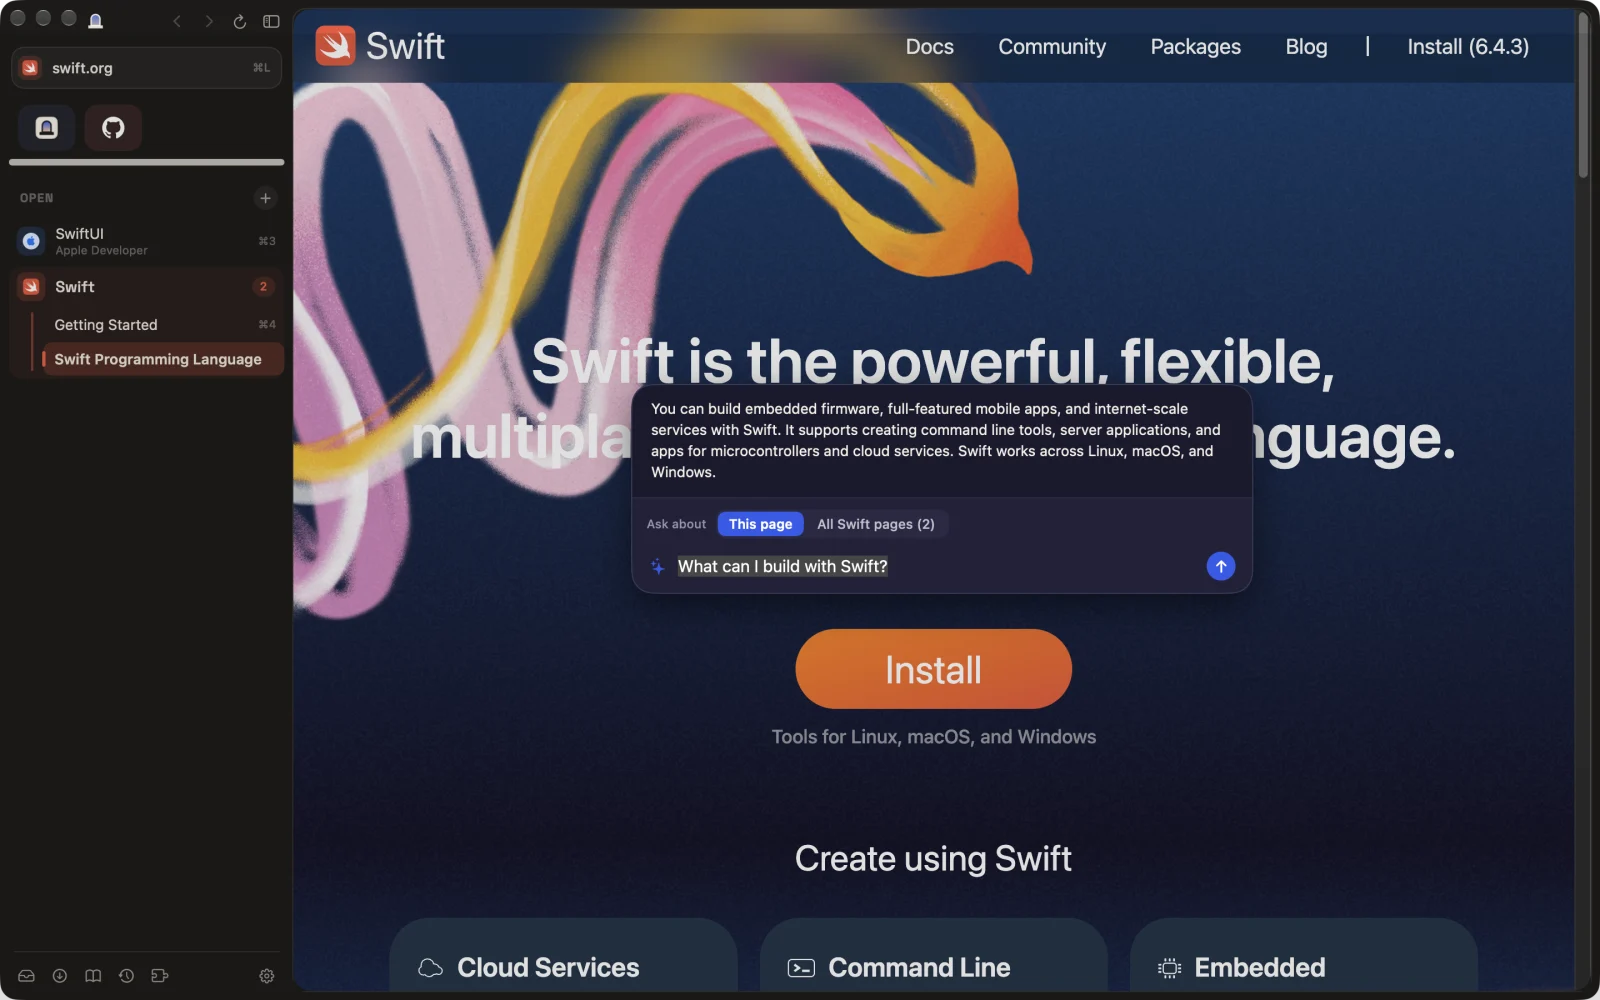 swift.org
⌘L
OPEN
SwiftUI
Apple Developer
⌘3
Swift
2
Getting Started
⌘4
Swift Programming Language
Swift
Docs
Community
Packages
Blog
|
Install (6.4.3)
Swift is the powerful, flexible,
multipla
nguage.
You can build embedded firmware, full-featured mobile apps, and internet-scale
services with Swift. It supports creating command line tools, server applications, and
apps for microcontrollers and cloud services. Swift works across Linux, macOS, and
Windows.
Ask about
This page
All Swift pages (2)
What can I build with Swift?
Install
Tools for Linux, macOS, and Windows
Create using Swift
Cloud Services
Command Line
Embedded